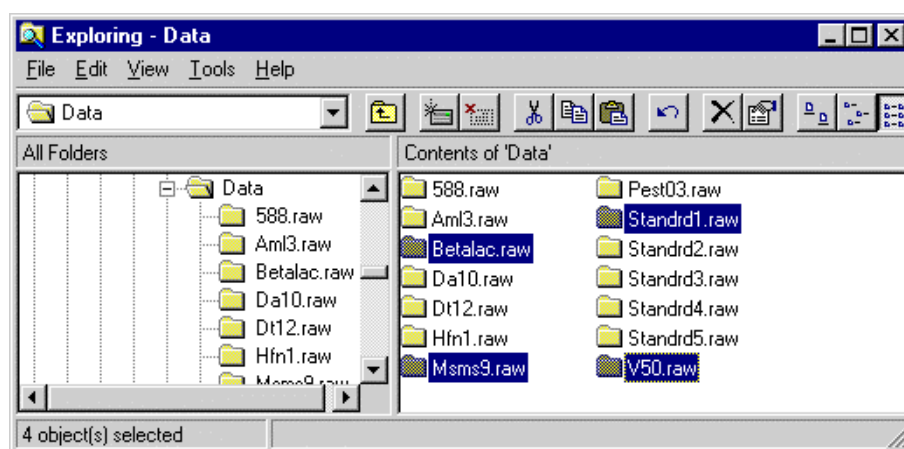 Exploring - Data
File Edit View Tools Help
Data
All Folders
Contents of 'Data'
Data
588.raw
Aml3.raw
Betalac.raw
Da10.raw
Dt12.raw
Hfn1.raw
Msms9.raw
588.raw
Aml3.raw
Betalac.raw
Da10.raw
Dt12.raw
Hfn1.raw
Msms9.raw
Pest03.raw
Standrd1.raw
Standrd2.raw
Standrd3.raw
Standrd4.raw
Standrd5.raw
V50.raw
4 object(s) selected